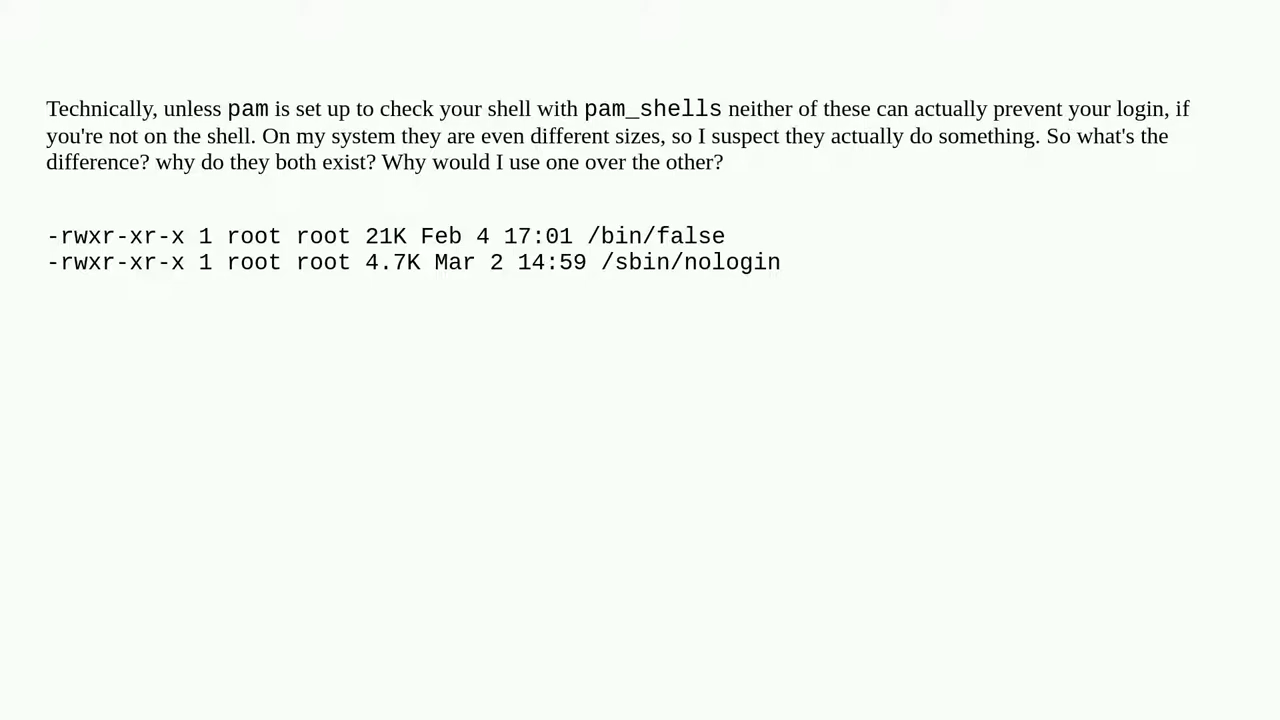 Technically, unless pam is set up to check your shell with pam_shells neither of these can actually prevent your login, if
you're not on the shell. On my system they are even different sizes, so I suspect they actually do something. So what's the
difference? why do they both exist? Why would I use one over the other?
-rwxr-xr-x 1 root root 21K Feb 4 17:01 /bin/false
-rwxr-xr-x 1 root root 4.7K Mar 2 14:59 /sbin/nologin